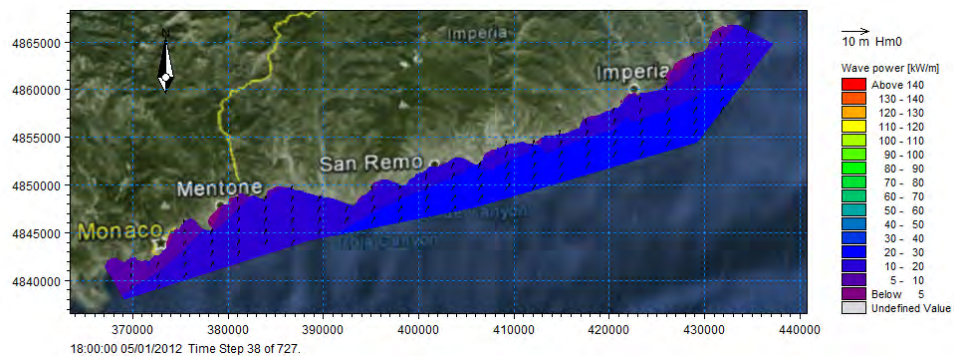 4865000
4860000
4855000
4850000
4845000
4840000
N
Imperia
Imperia
San Remo
Mentone
Monaco
Canyon
Canyon
370000 380000 390000 400000 410000 420000 430000 440000
18:00:00 05/01/2012 Time Step 38 of 727.
10 m Hm0
Wave power [kW/m]
Above 140
130 - 140
120 - 130
110 - 120
100 - 110
90 - 100
80 - 90
70 - 80
60 - 70
50 - 60
40 - 50
30 - 40
20 - 30
10 - 20
5 - 10
Below 5
Undefined Value